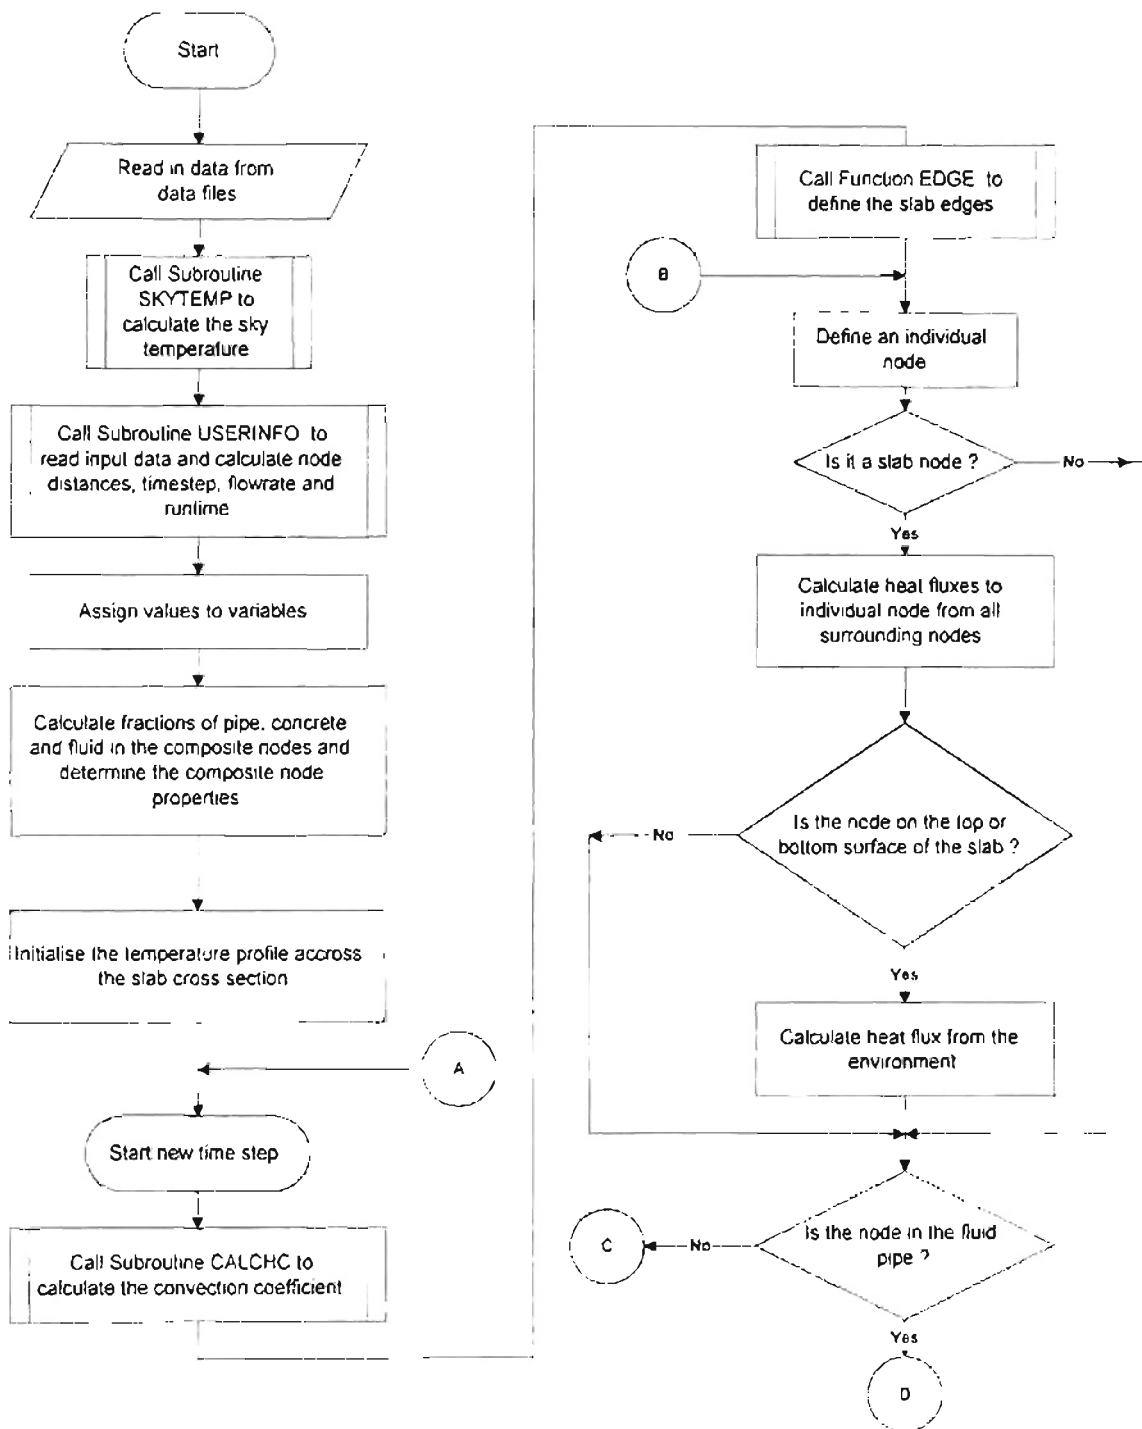 Start
Read in data from
data files
Call Subroutine
SKYTEMP to
calculate the sky
temperature
Call Subroutine USERINFO to
read input data and calculate node
distances, timestep, flowrate and
runtime
Assign values to variables
Calculate fractions of pipe, concrete
and fluid in the composite nodes and
determine the composite node
properties
Initialise the temperature profile accross
the slab cross section
A
Start new time step
Call Subroutine CALCHC to
calculate the convection coefficient
Call Function EDGE to
define the slab edges
B
Define an individual
node
Is it a slab node ?
No
Yes
Calculate heat fluxes to
individual node from all
surrounding nodes
Is the node on the top or
bottom surface of the slab ?
No
Yes
Calculate heat flux from the
environment
Is the node in the fluid
pipe ?
No
C
Yes
D